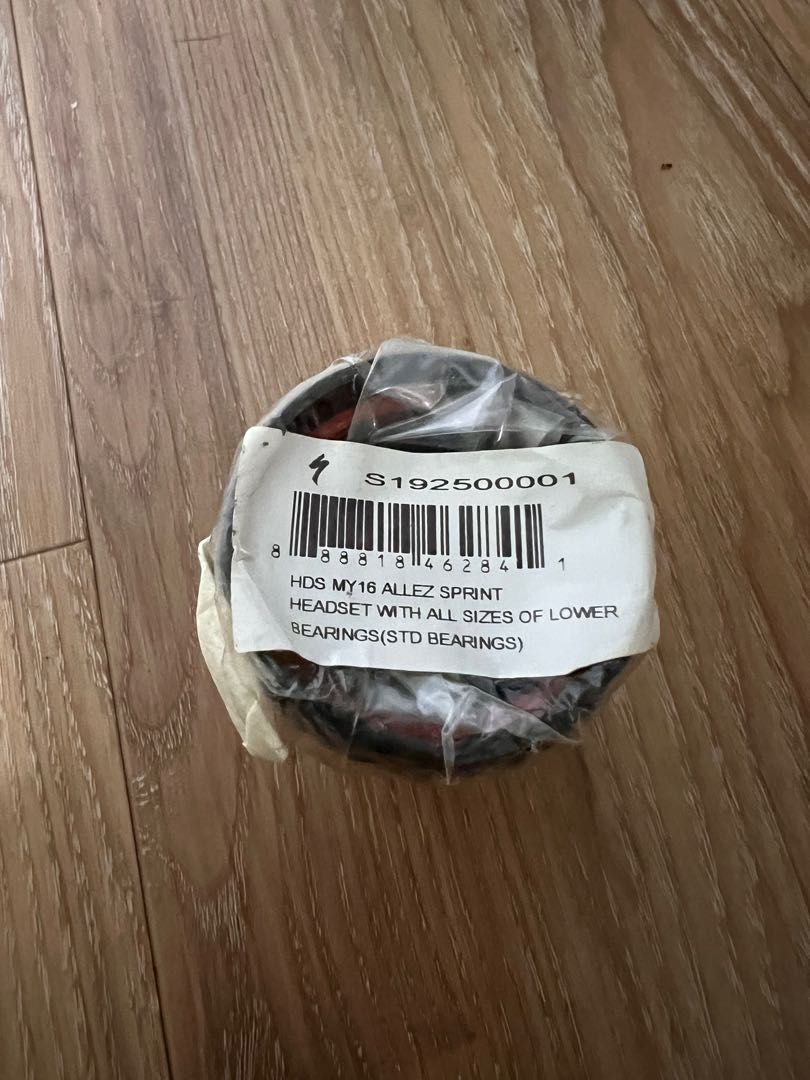 S192500001
8 88818 46284 1
HDS MY16 ALLEZ SPRINT
HEADSET WITH ALL SIZES OF LOWER
BEARINGS(STD BEARINGS)